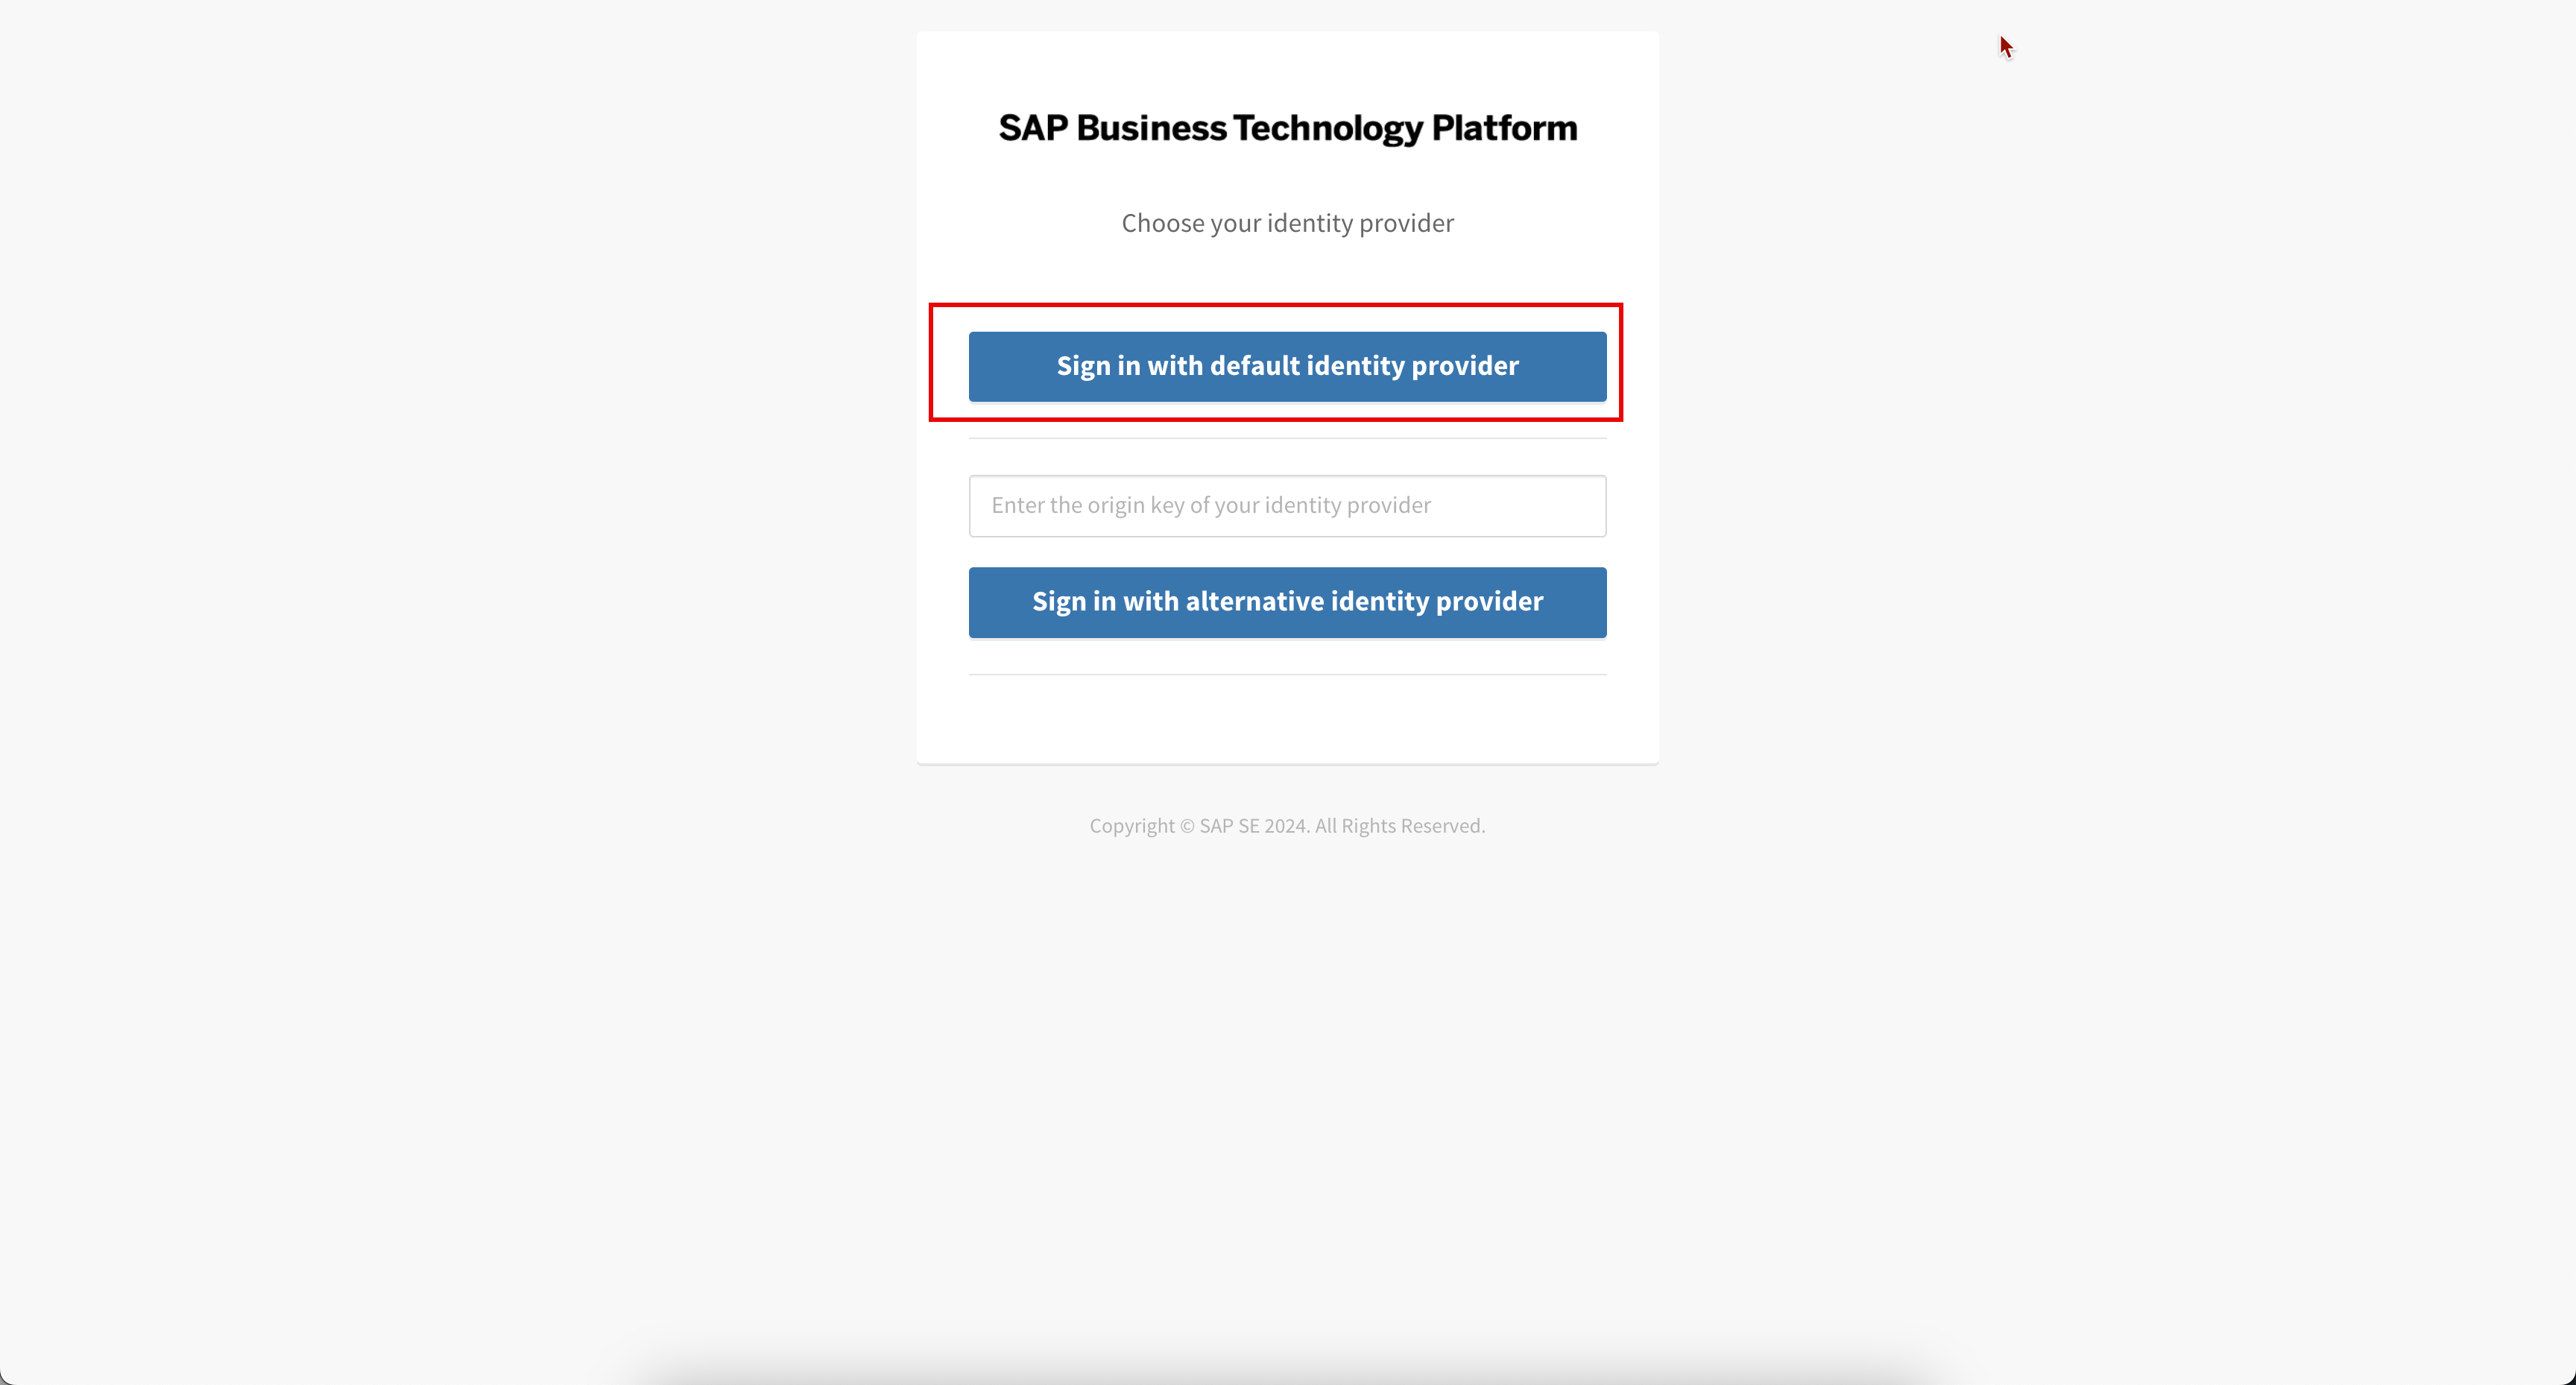 SAP Business Technology Platform
Choose your identity provider
Sign in with default identity provider
Enter the origin key of your identity provider
Sign in with alternative identity provider
Copyright © SAP SE 2024. All Rights Reserved.